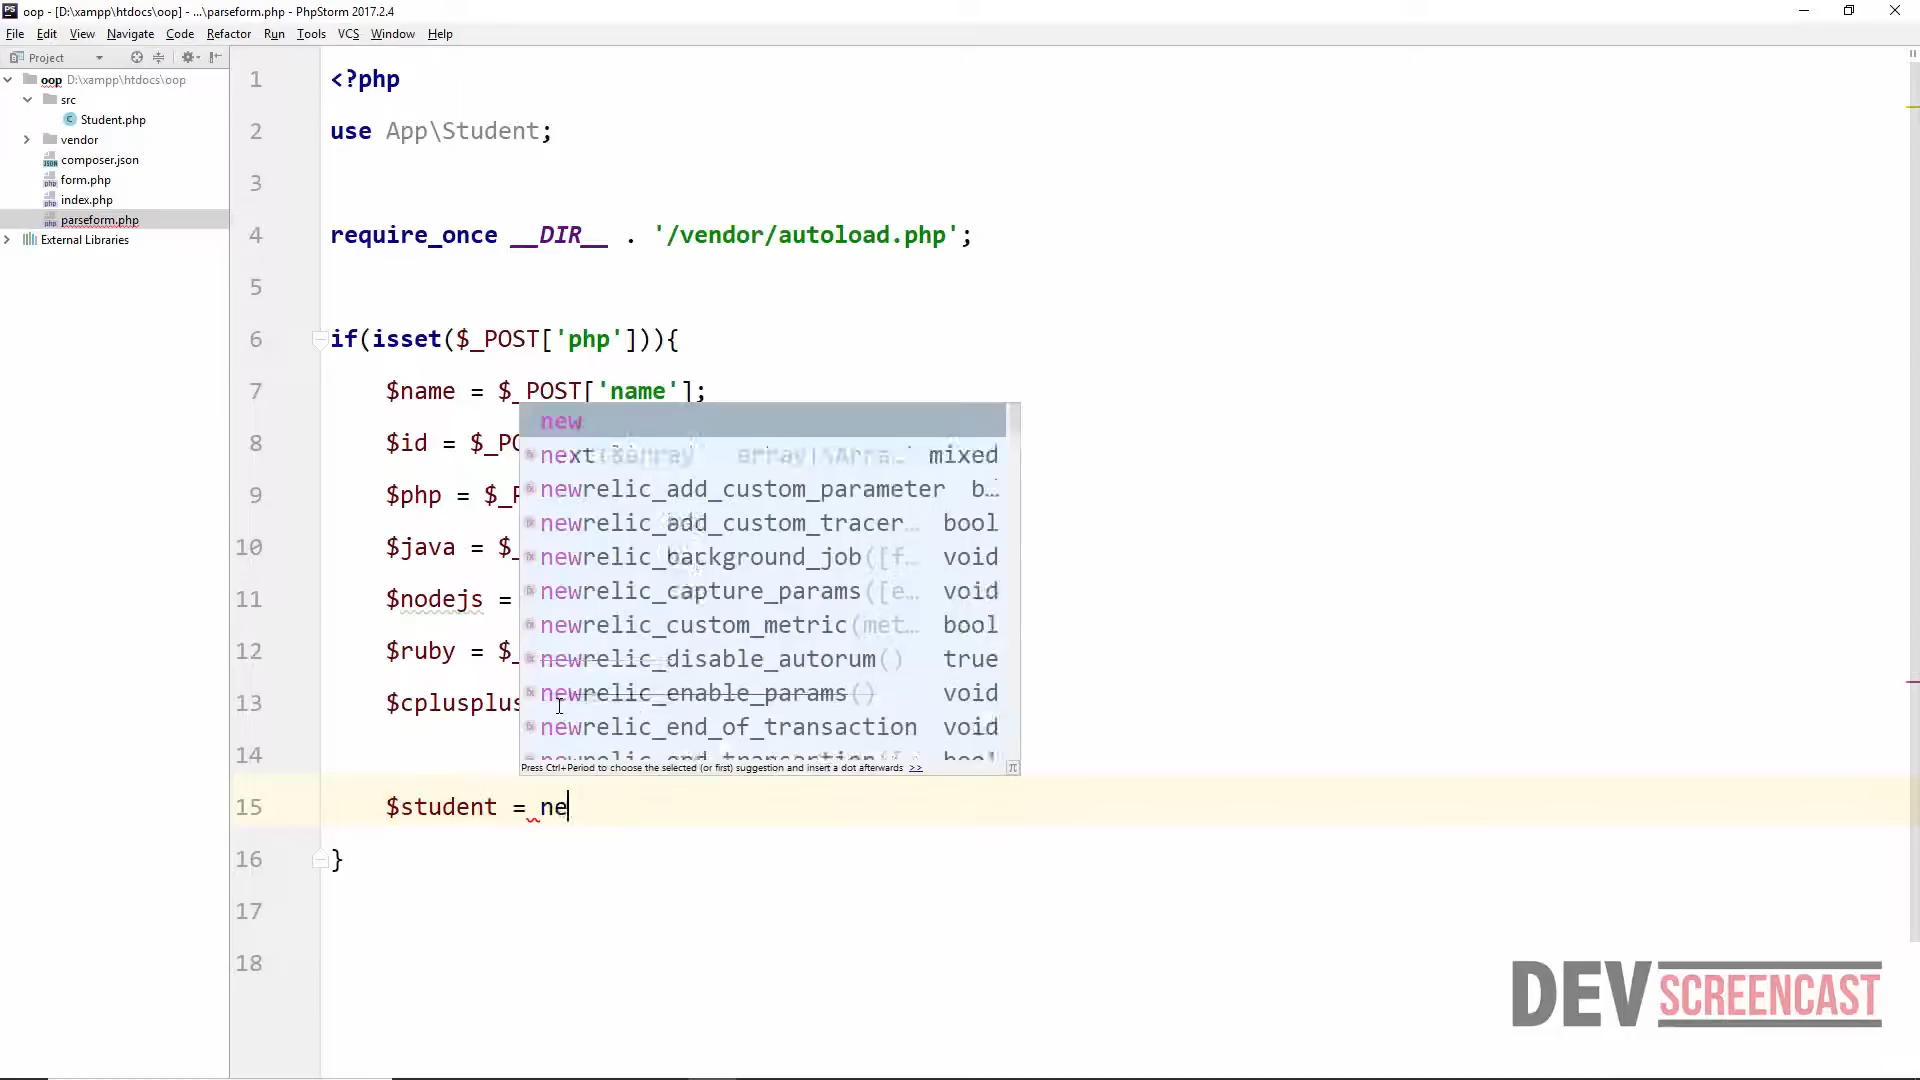 oop - [D:\xampp\htdocs\oop] - ...\parseform.php - PhpStorm 2017.2.4
File Edit View Navigate Code Refactor Run Tools VCS Window Help
Project
oop D:\xampp\htdocs\oop
src
Student.php
vendor
composer.json
form.php
index.php
parseform.php
External Libraries
1 <?php
2 use App\Student;
3
4 require_once __DIR__ . '/vendor/autoload.php';
5
6 if(isset($_POST['php'])){
7 $name = $_POST['name'];
8 $id = $_PO
9 $php = $_P
10 $java = $_
11 $nodejs =
12 $ruby = $_
13 $cplusplus
14
15 $student = ne
16 }
17
18
new
next mixed
newrelic_add_custom_parameter b…
newrelic_add_custom_tracer… bool
newrelic_background_job([f… void
newrelic_capture_params([e… void
newrelic_custom_metric(met… bool
newrelic_disable_autorum() true
newrelic_enable_params() void
newrelic_end_of_transaction void
Press Ctrl+Period to choose the selected (or first) suggestion and insert a dot afterwards >>
π
DEV SCREENCAST